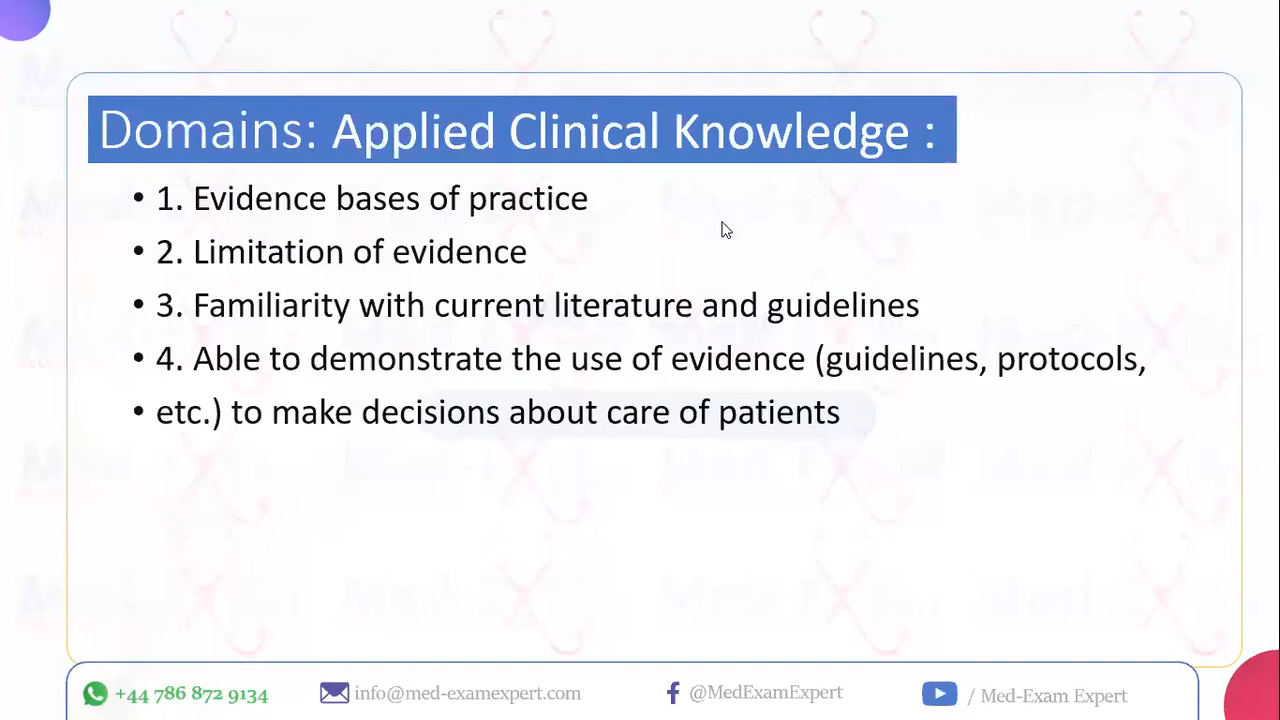 Domains: Applied Clinical Knowledge :
• 1. Evidence bases of practice
• 2. Limitation of evidence
• 3. Familiarity with current literature and guidelines
• 4. Able to demonstrate the use of evidence (guidelines, protocols,
• etc.) to make decisions about care of patients
+44 786 872 9134 info@med-examexpert.com @MedExamExpert / Med-Exam Expert